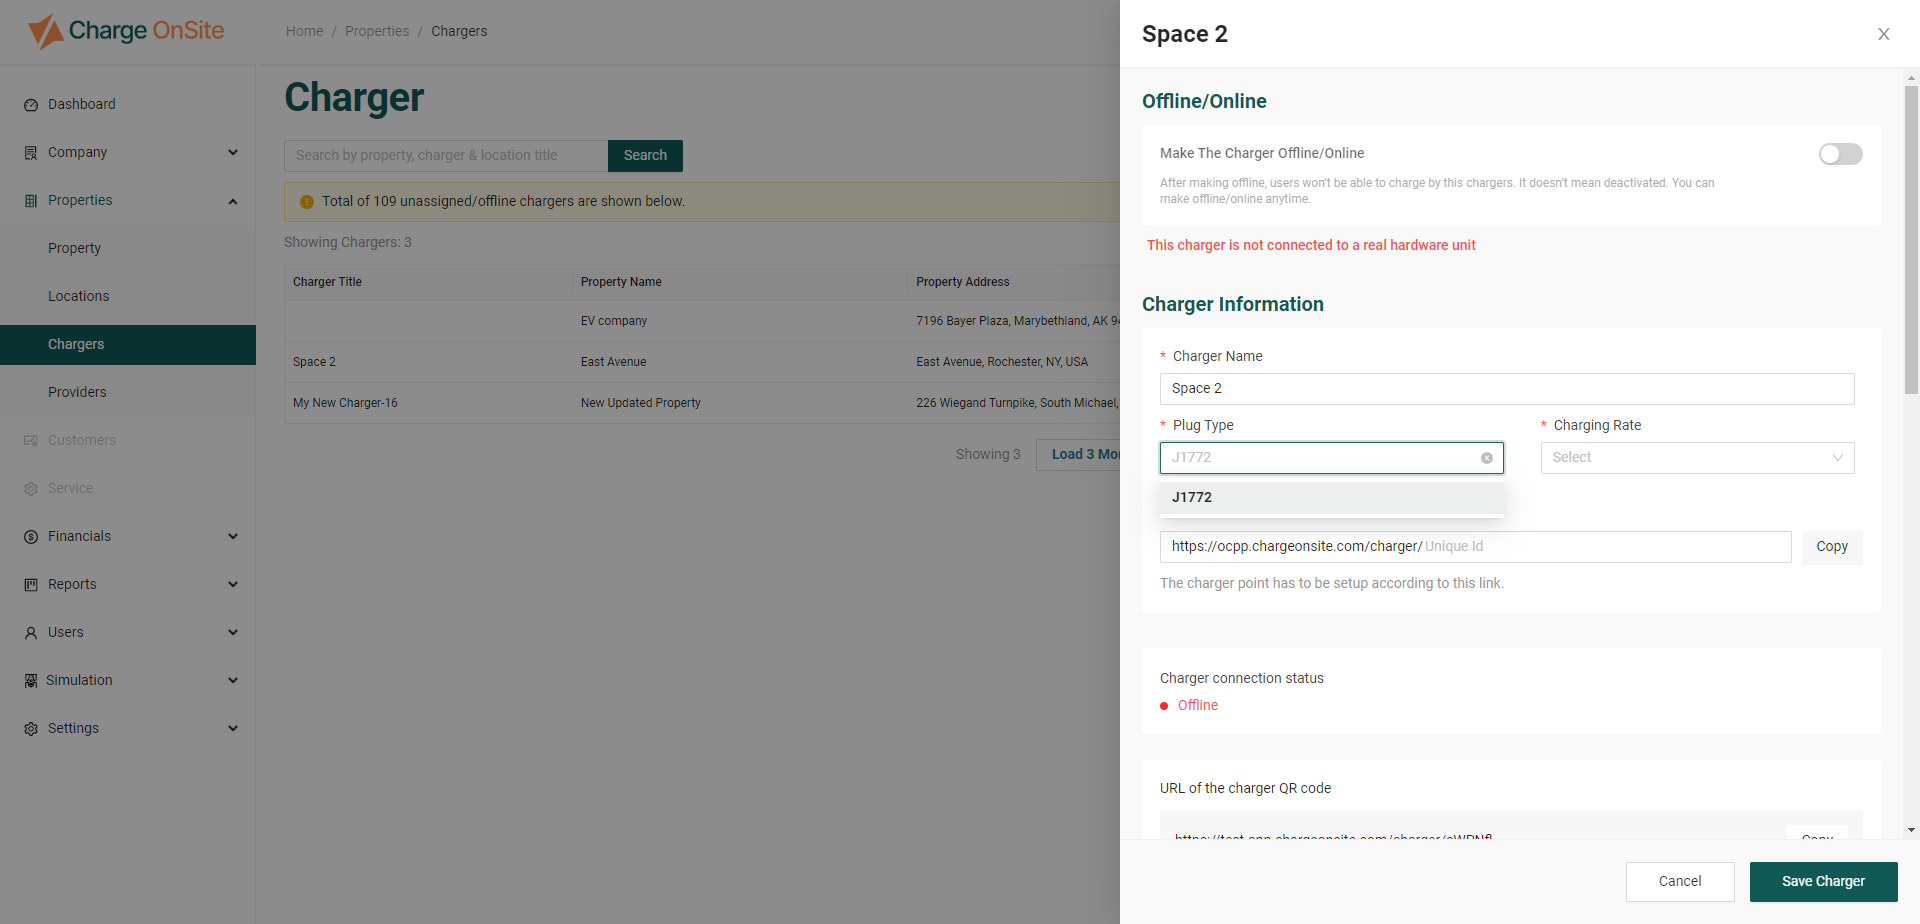 Charge OnSite
Home / Properties / Chargers
Dashboard
Company
Properties
Property
Locations
Chargers
Providers
Customers
Service
Financials
Reports
Users
Simulation
Settings
Charger
Search by property, charger & location title
Search
Total of 109 unassigned/offline chargers are shown below.
Showing Chargers: 3
Charger Title Property Name Property Address
EV company 7196 Bayer Plaza, Marybethland, AK
Space 2 East Avenue East Avenue, Rochester, NY, USA
My New Charger-16 New Updated Property 226 Wiegand Turnpike, South Michael,
Showing 3 Load 3
Space 2
Offline/Online
Make The Charger Offline/Online
After making offline, users won't be able to charge by this chargers. It doesn't mean deactivated. You can
make offline/online anytime.
This charger is not connected to a real hardware unit
Charger Information
* Charger Name
Space 2
* Plug Type
J1772
J1772
* Charging Rate
Select
https://ocpp.chargeonsite.com/charger/ Unique Id
Copy
The charger point has to be setup according to this link.
Charger connection status
Offline
URL of the charger QR code
Copy
Cancel
Save Charger